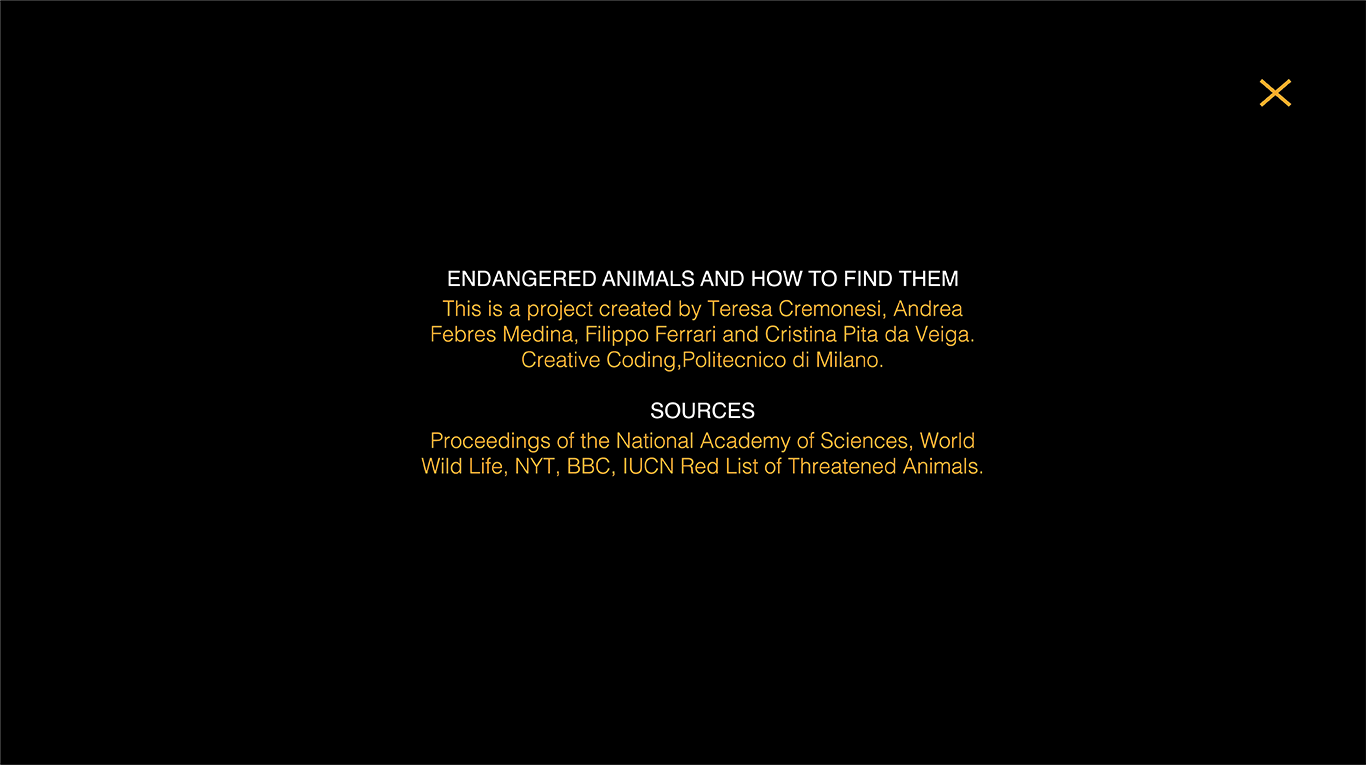 ENDANGERED ANIMALS AND HOW TO FIND THEM
This is a project created by Teresa Cremonesi, Andrea
Febres Medina, Filippo Ferrari and Cristina Pita da Veiga.
Creative Coding,Politecnico di Milano.
SOURCES
Proceedings of the National Academy of Sciences, World
Wild Life, NYT, BBC, IUCN Red List of Threatened Animals.